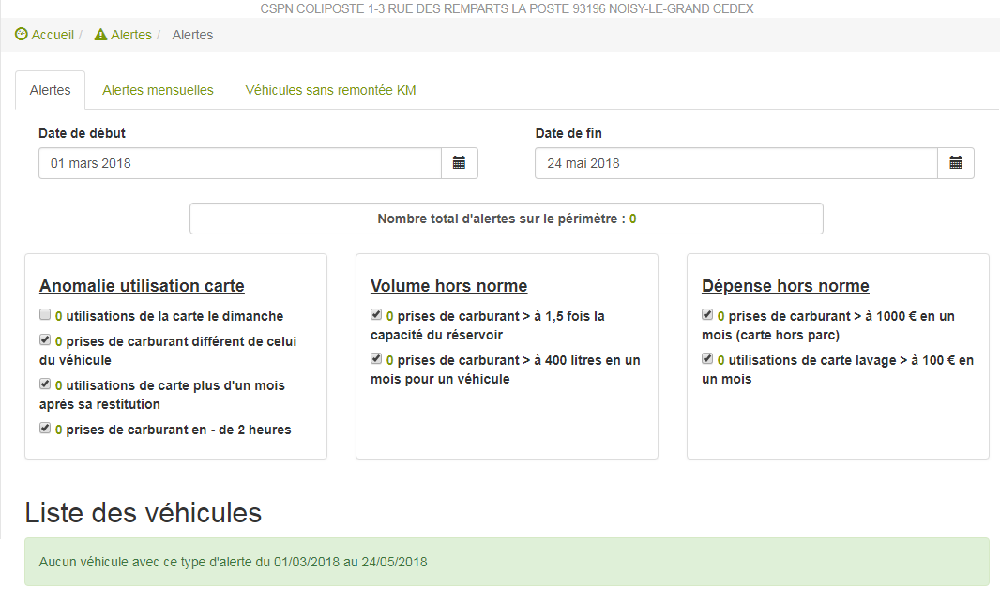 CSPN COLIPOSTE 1-3 RUE DES REMPARTS LA POSTE 93196 NOISY-LE-GRAND CEDEX
Accueil / Alertes / Alertes
Alertes Alertes mensuelles Véhicules sans remontée KM
Date de début Date de fin
01 mars 2018 24 mai 2018
Nombre total d'alertes sur le périmètre : 0
Anomalie utilisation carte
0 utilisations de la carte le dimanche
0 prises de carburant différent de celui
du véhicule
0 utilisations de carte plus d'un mois
après sa restitution
0 prises de carburant en - de 2 heures
Volume hors norme
0 prises de carburant > à 1,5 fois la
capacité du réservoir
0 prises de carburant > à 400 litres en un
mois pour un véhicule
Dépense hors norme
0 prises de carburant > à 1000 € en un
mois (carte hors parc)
0 utilisations de carte lavage > à 100 € en
un mois
Liste des véhicules
Aucun véhicule avec ce type d'alerte du 01/03/2018 au 24/05/2018